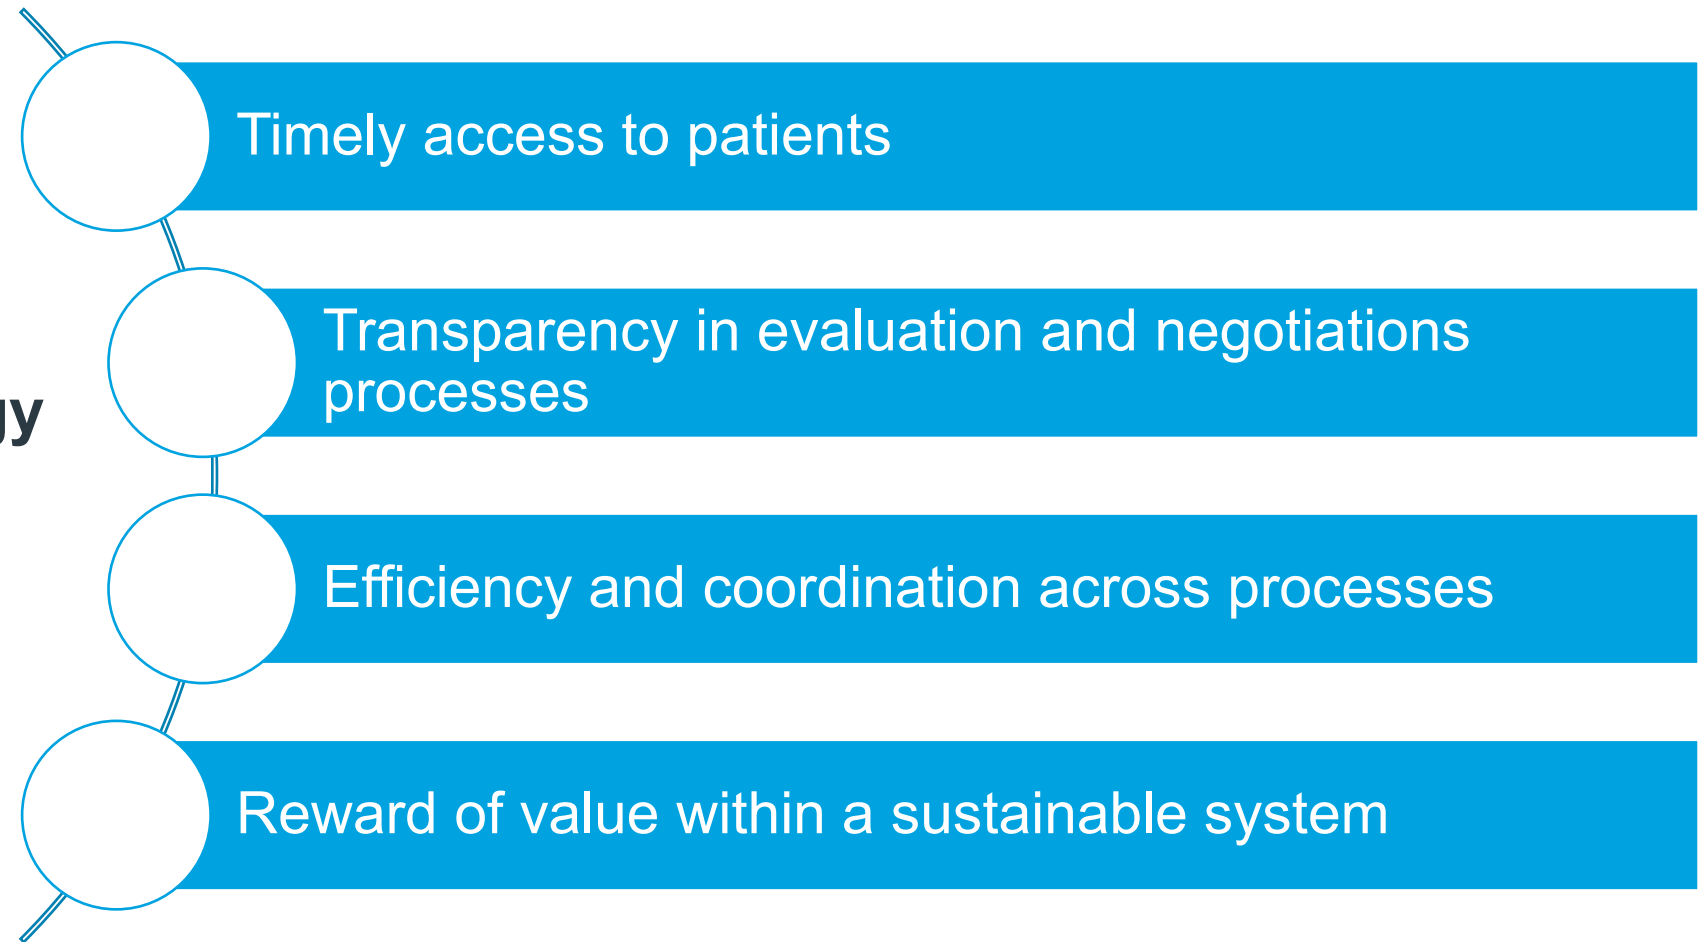 Timely access to patients
Transparency in evaluation and negotiations
processes
gy
Efficiency and coordination across processes
Reward of value within a sustainable system